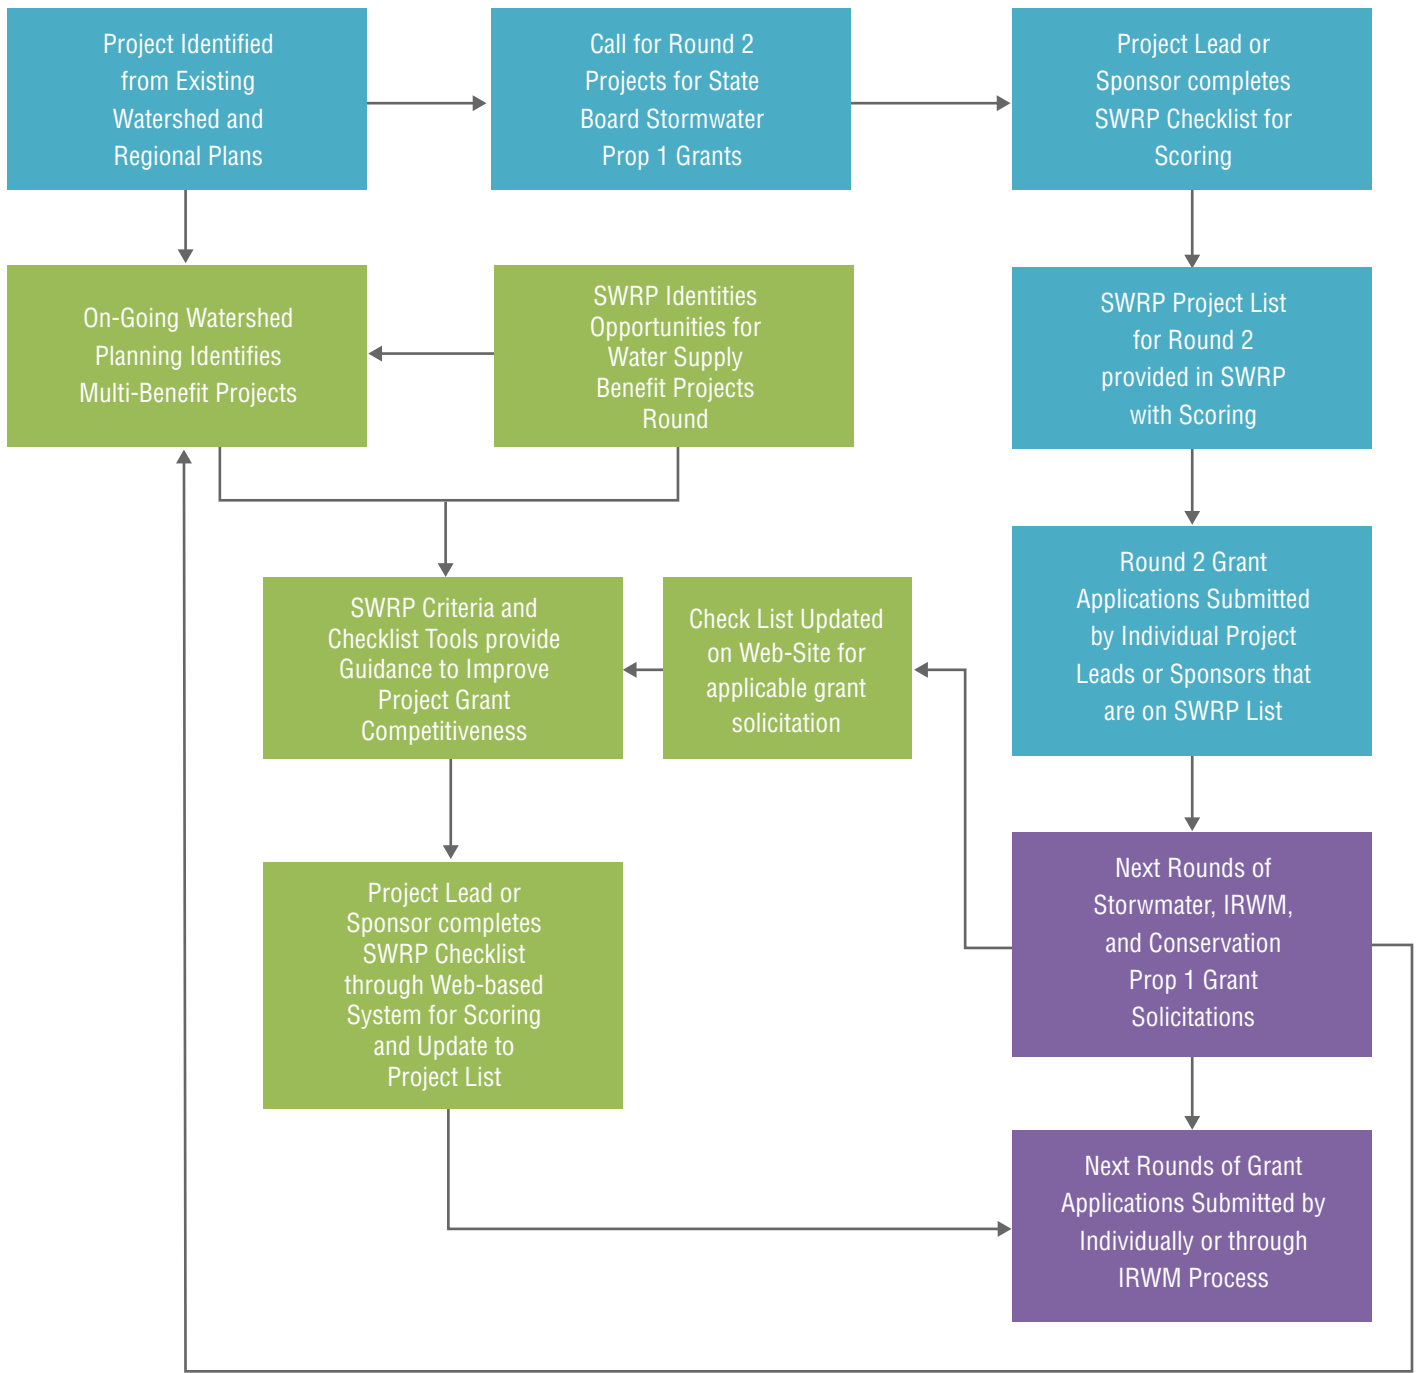 Project Identified
from Existing
Watershed and
Regional Plans
Call for Round 2
Projects for State
Board Stormwater
Prop 1 Grants
Project Lead or
Sponsor completes
SWRP Checklist for
Scoring
On-Going Watershed
Planning Identifies
Multi-Benefit Projects
SWRP Identities
Opportunities for
Water Supply
Benefit Projects
Round
SWRP Project List
for Round 2
provided in SWRP
with Scoring
SWRP Criteria and
Checklist Tools provide
Guidance to Improve
Project Grant
Competitiveness
Check List Updated
on Web-Site for
applicable grant
solicitation
Round 2 Grant
Applications Submitted
by Individual Project
Leads or Sponsors that
are on SWRP List
Project Lead or
Sponsor completes
SWRP Checklist
through Web-based
System for Scoring
and Update to
Project List
Next Rounds of
Storwmater, IRWM,
and Conservation
Prop 1 Grant
Solicitations
Next Rounds of Grant
Applications Submitted by
Individually or through
IRWM Process